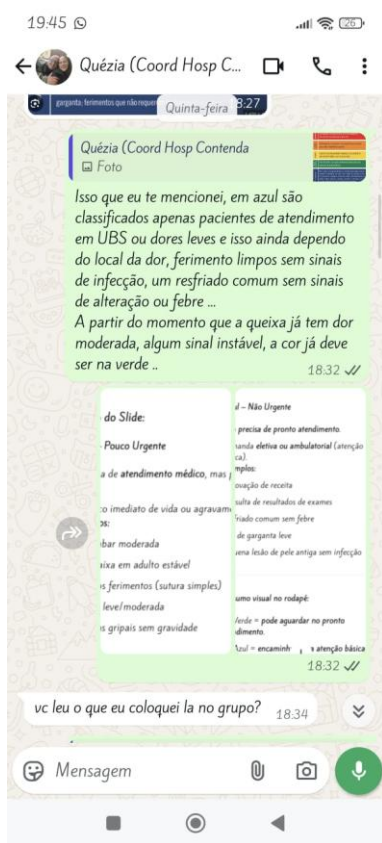 19:45
26
Quézia (Coord Hosp C...
garganta; ferimentos que não requer
Quinta-feira
8:27
Quézia (Coord Hosp Contenda
Foto
Isso que eu te mencionei, em azul são
classificados apenas pacientes de atendimento
em UBS ou dores leves e isso ainda depende
do local da dor, ferimento limpos sem sinais
de infecção, um resfriado comum sem sinais
de alteração ou febre ...
A partir do momento que a queixa já tem dor
moderada, algum sinal instável, a cor já deve
ser na verde ..
18:32
do Slide:
Pouco Urgente
a de atendimento médico, mas
o imediato de vida ou agravam
os:
bar moderada
aixa em adulto estável
s ferimentos (sutura simples)
leve/moderada
s gripais sem gravidade
l – Não Urgente
precisa de pronto atendimento.
anda eletiva ou ambulatorial (atenção
ca).
mplos:
ovação de receita
sulta de resultados de exames
riado comum sem febre
de garganta leve
uena lesão de pele antiga sem infecção
umo visual no rodapé:
Verde = pode aguardar no pronto
dimento.
Azul = encaminh a atenção básica
18:32
vc leu o que eu coloquei la no grupo?
18:34
Mensagem